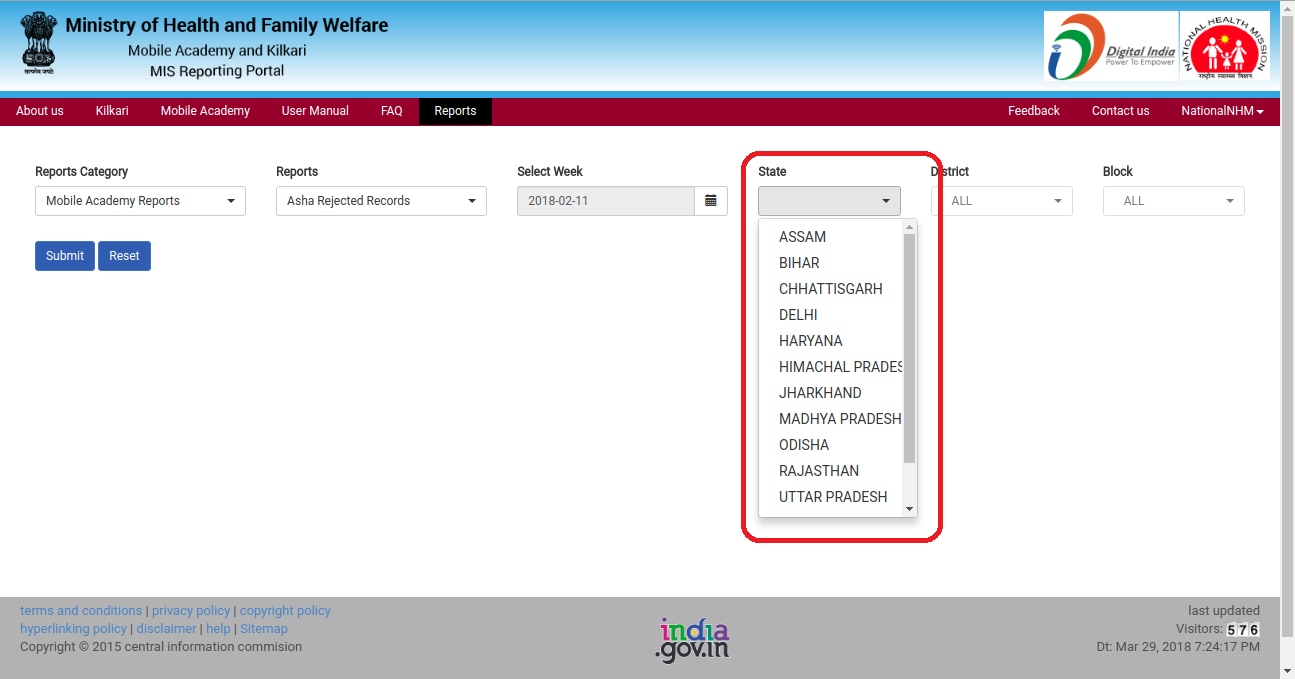 Ministry of Health and Family Welfare
Mobile Academy and Kilkari
MIS Reporting Portal
सत्यमेव जयते
Digital India
Power To Empower
NATIONAL HEALTH MISSION
राष्ट्रीय स्वास्थ्य मिशन
About us Kilkari Mobile Academy User Manual FAQ Reports Feedback Contact us NationalNHM
Reports Category Reports Select Week State District Block
Mobile Academy Reports Asha Rejected Records 2018-02-11 ALL ALL
Submit Reset
ASSAM
BIHAR
CHHATTISGARH
DELHI
HARYANA
HIMACHAL PRADES
JHARKHAND
MADHYA PRADESH
ODISHA
RAJASTHAN
UTTAR PRADESH
terms and conditions | privacy policy | copyright policy
hyperlinking policy | disclaimer | help | Sitemap
Copyright © 2015 central information commision
india
.gov.in
last updated
Visitors: 576
Dt: Mar 29, 2018 7:24:17 PM